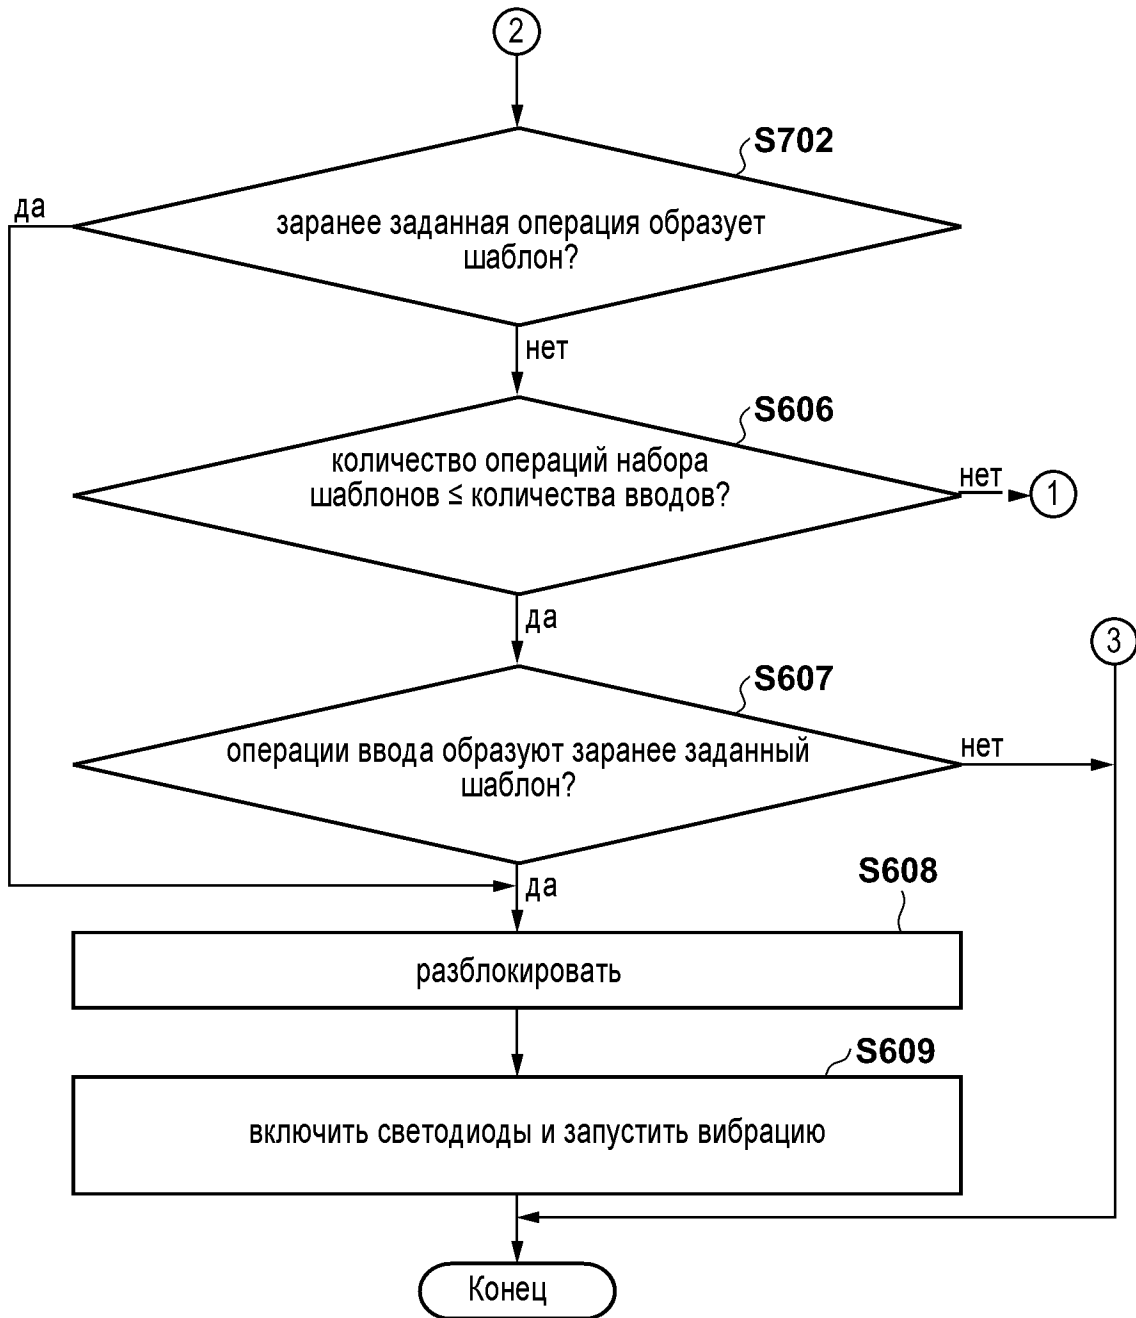 2
S702
да
заранее заданная операция образует
шаблон?
нет
S606
количество операций набора
шаблонов ≤ количества вводов?
нет
1
да
3
S607
операции ввода образуют заранее заданный
шаблон?
нет
да
S608
разблокировать
S609
включить светодиоды и запустить вибрацию
Конец